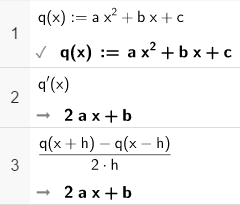 1
q(x) := a x² + b x + c
✓ q(x) := a x² + b x + c
2
q′(x)
→ 2 a x + b
3
q(x + h) − q(x − h)
2 · h
→ 2 a x + b